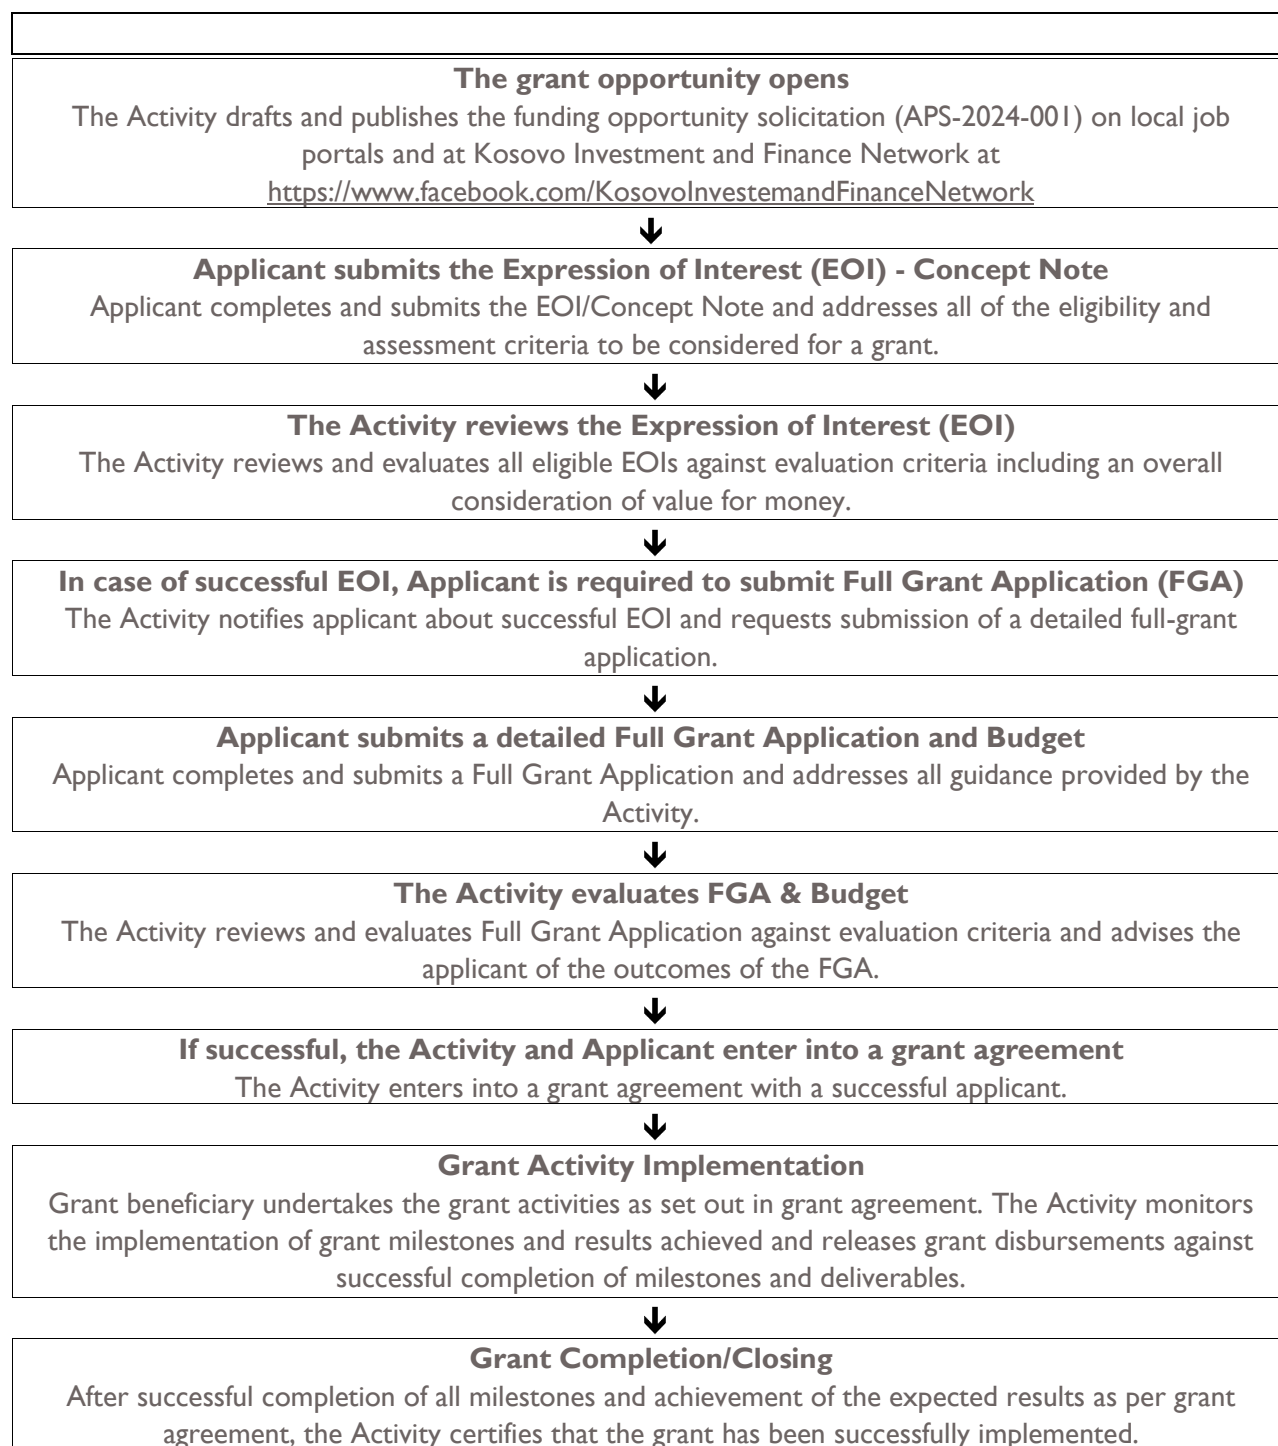 The grant opportunity opens
The Activity drafts and publishes the funding opportunity solicitation (APS-2024-001) on local job
portals and at Kosovo Investment and Finance Network at
https://www.facebook.com/KosovoInvestemandFinanceNetwork
Applicant submits the Expression of Interest (EOI) - Concept Note
Applicant completes and submits the EOI/Concept Note and addresses all of the eligibility and
assessment criteria to be considered for a grant.
The Activity reviews the Expression of Interest (EOI)
The Activity reviews and evaluates all eligible EOIs against evaluation criteria including an overall
consideration of value for money.
In case of successful EOI, Applicant is required to submit Full Grant Application (FGA)
The Activity notifies applicant about successful EOI and requests submission of a detailed full-grant
application.
Applicant submits a detailed Full Grant Application and Budget
Applicant completes and submits a Full Grant Application and addresses all guidance provided by the
Activity.
The Activity evaluates FGA & Budget
The Activity reviews and evaluates Full Grant Application against evaluation criteria and advises the
applicant of the outcomes of the FGA.
If successful, the Activity and Applicant enter into a grant agreement
The Activity enters into a grant agreement with a successful applicant.
Grant Activity Implementation
Grant beneficiary undertakes the grant activities as set out in grant agreement. The Activity monitors
the implementation of grant milestones and results achieved and releases grant disbursements against
successful completion of milestones and deliverables.
Grant Completion/Closing
After successful completion of all milestones and achievement of the expected results as per grant
agreement, the Activity certifies that the grant has been successfully implemented.